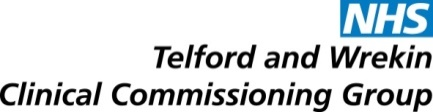 NHS
Telford and Wrekin
Clinical Commissioning Group